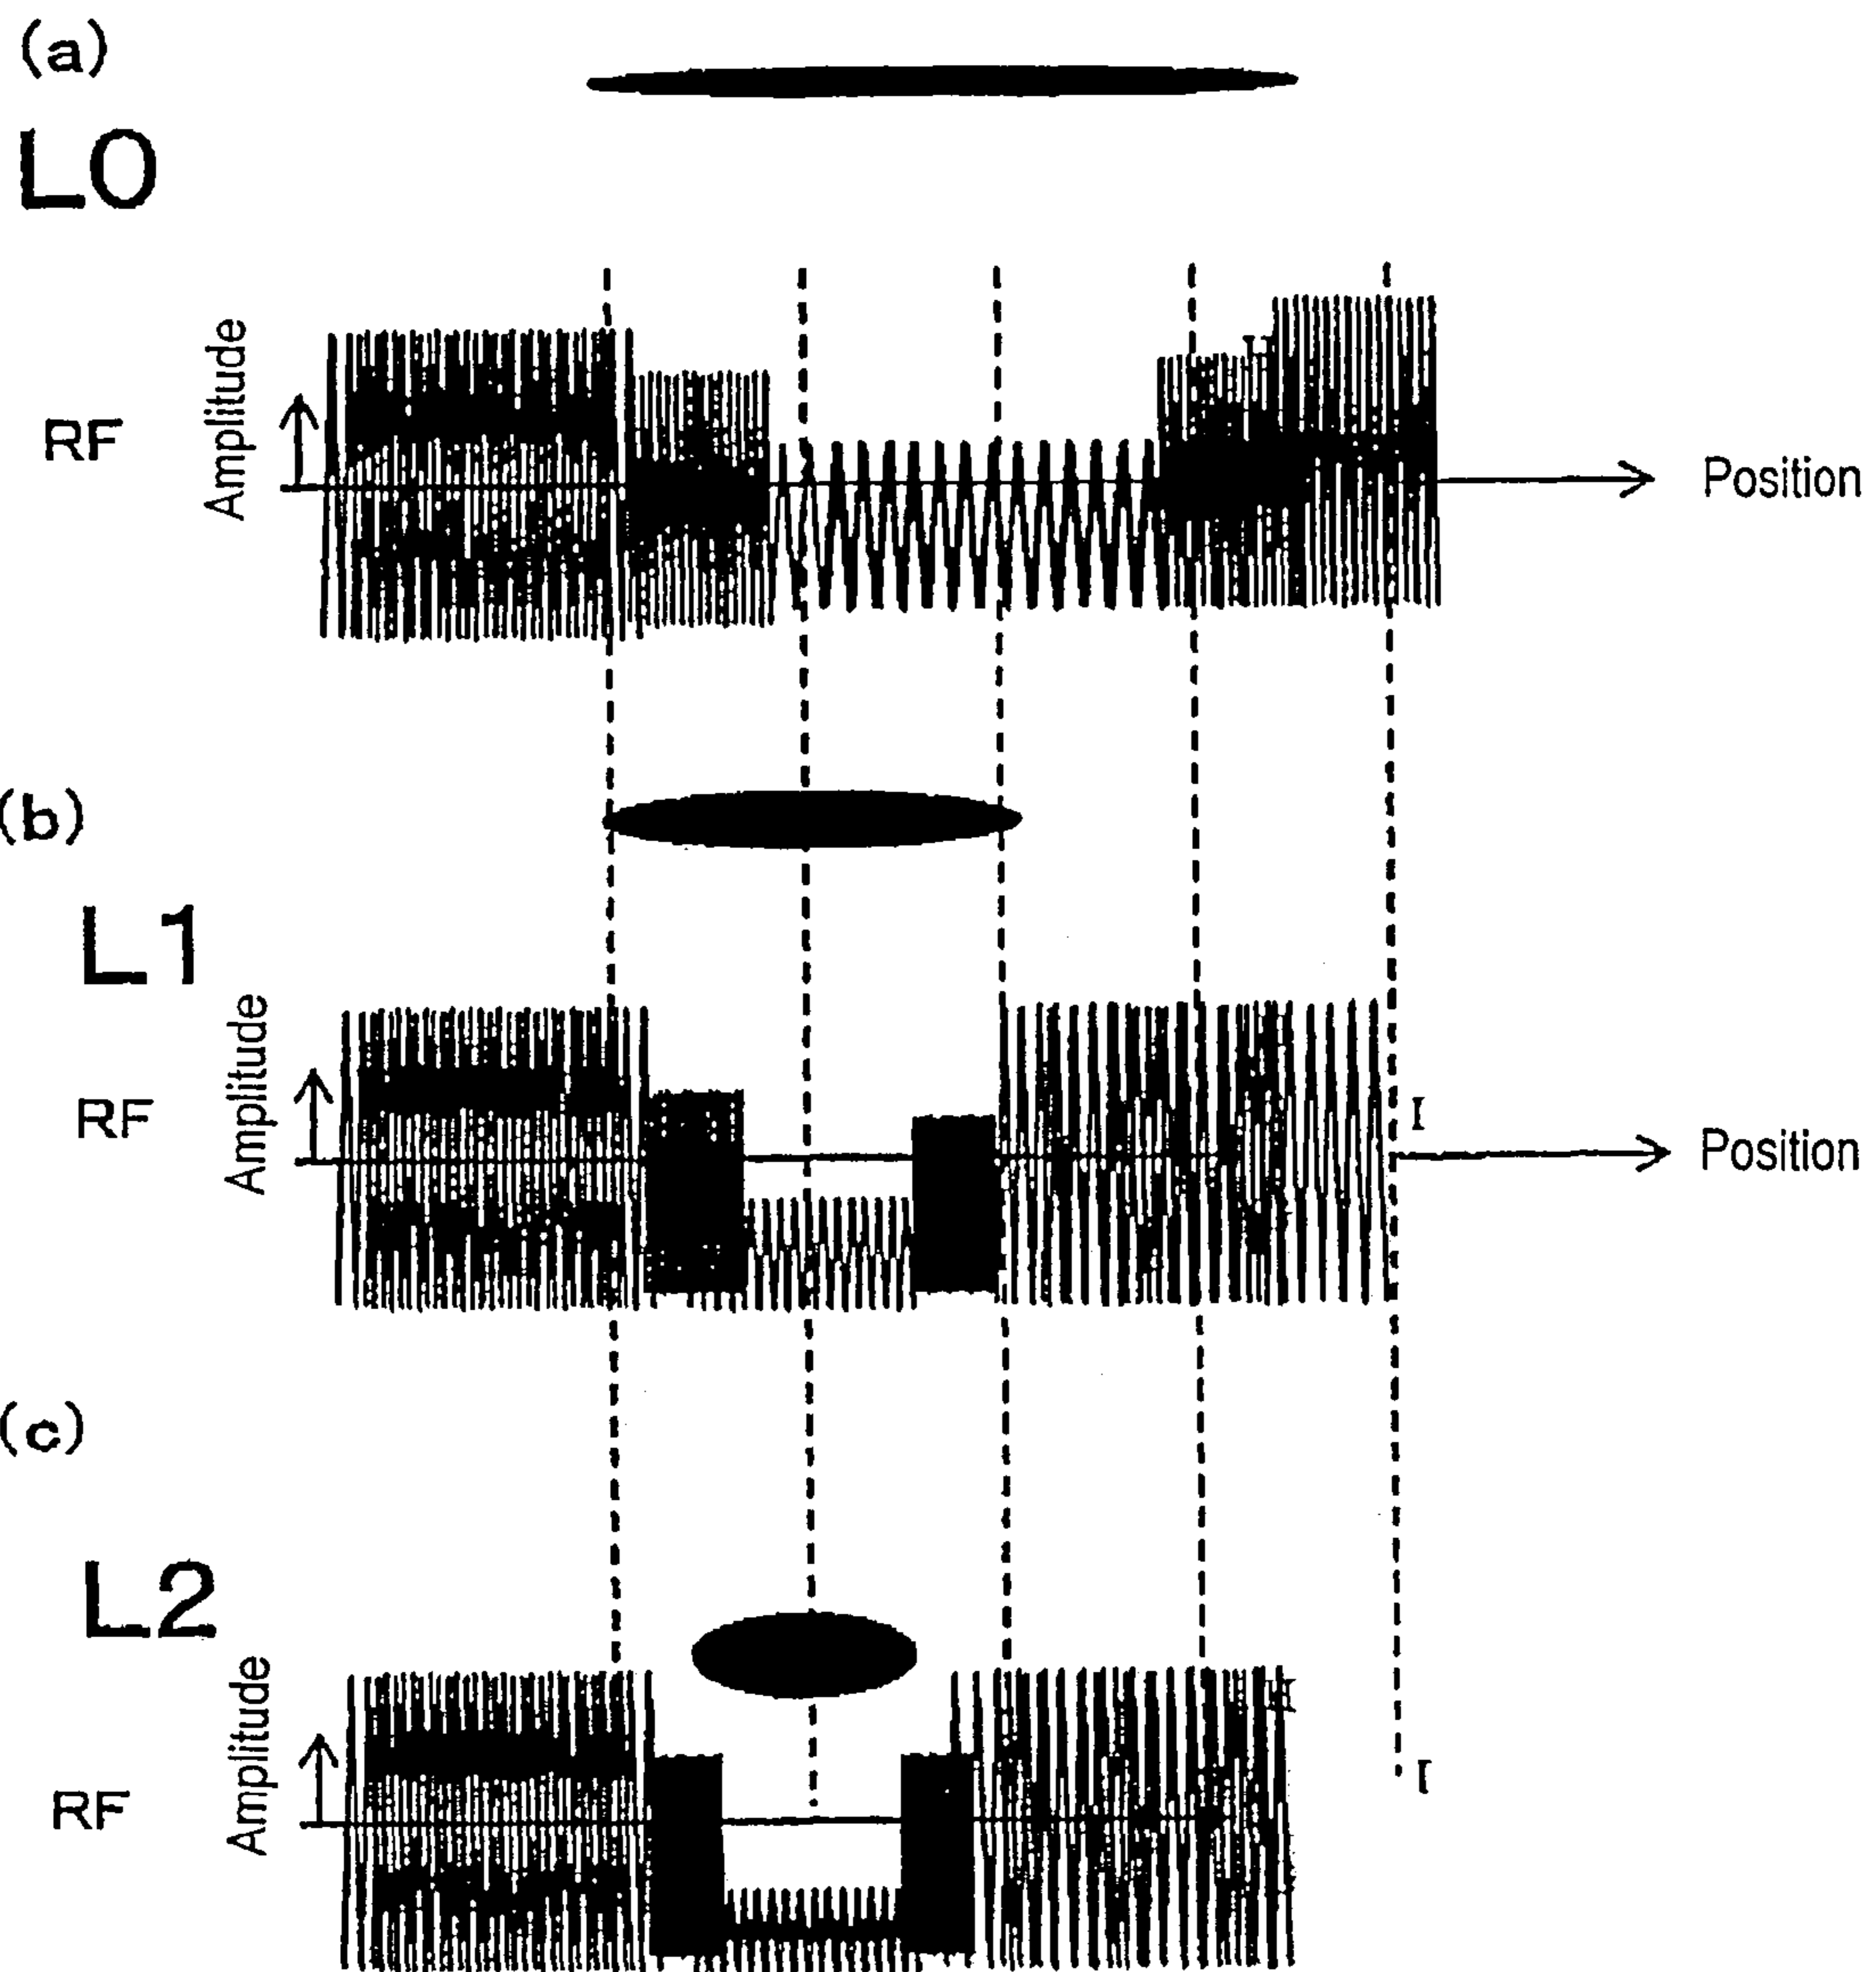 (a)
L0
RF
Amplitude
Position
(b)
L1
RF
Amplitude
Position
(c)
L2
RF
Amplitude